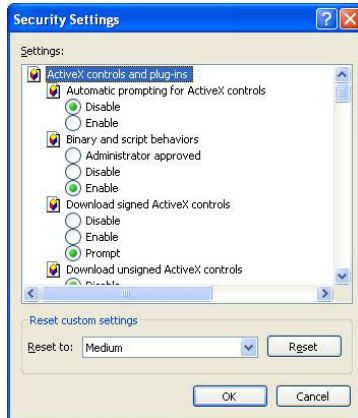 Security Settings
Settings:
ActiveX controls and plug-ins
Automatic prompting for ActiveX controls
Disable
Enable
Binary and script behaviors
Administrator approved
Disable
Enable
Download signed ActiveX controls
Disable
Enable
Prompt
Download unsigned ActiveX controls
Disable
Reset custom settings
Reset to: Medium Reset
OK Cancel